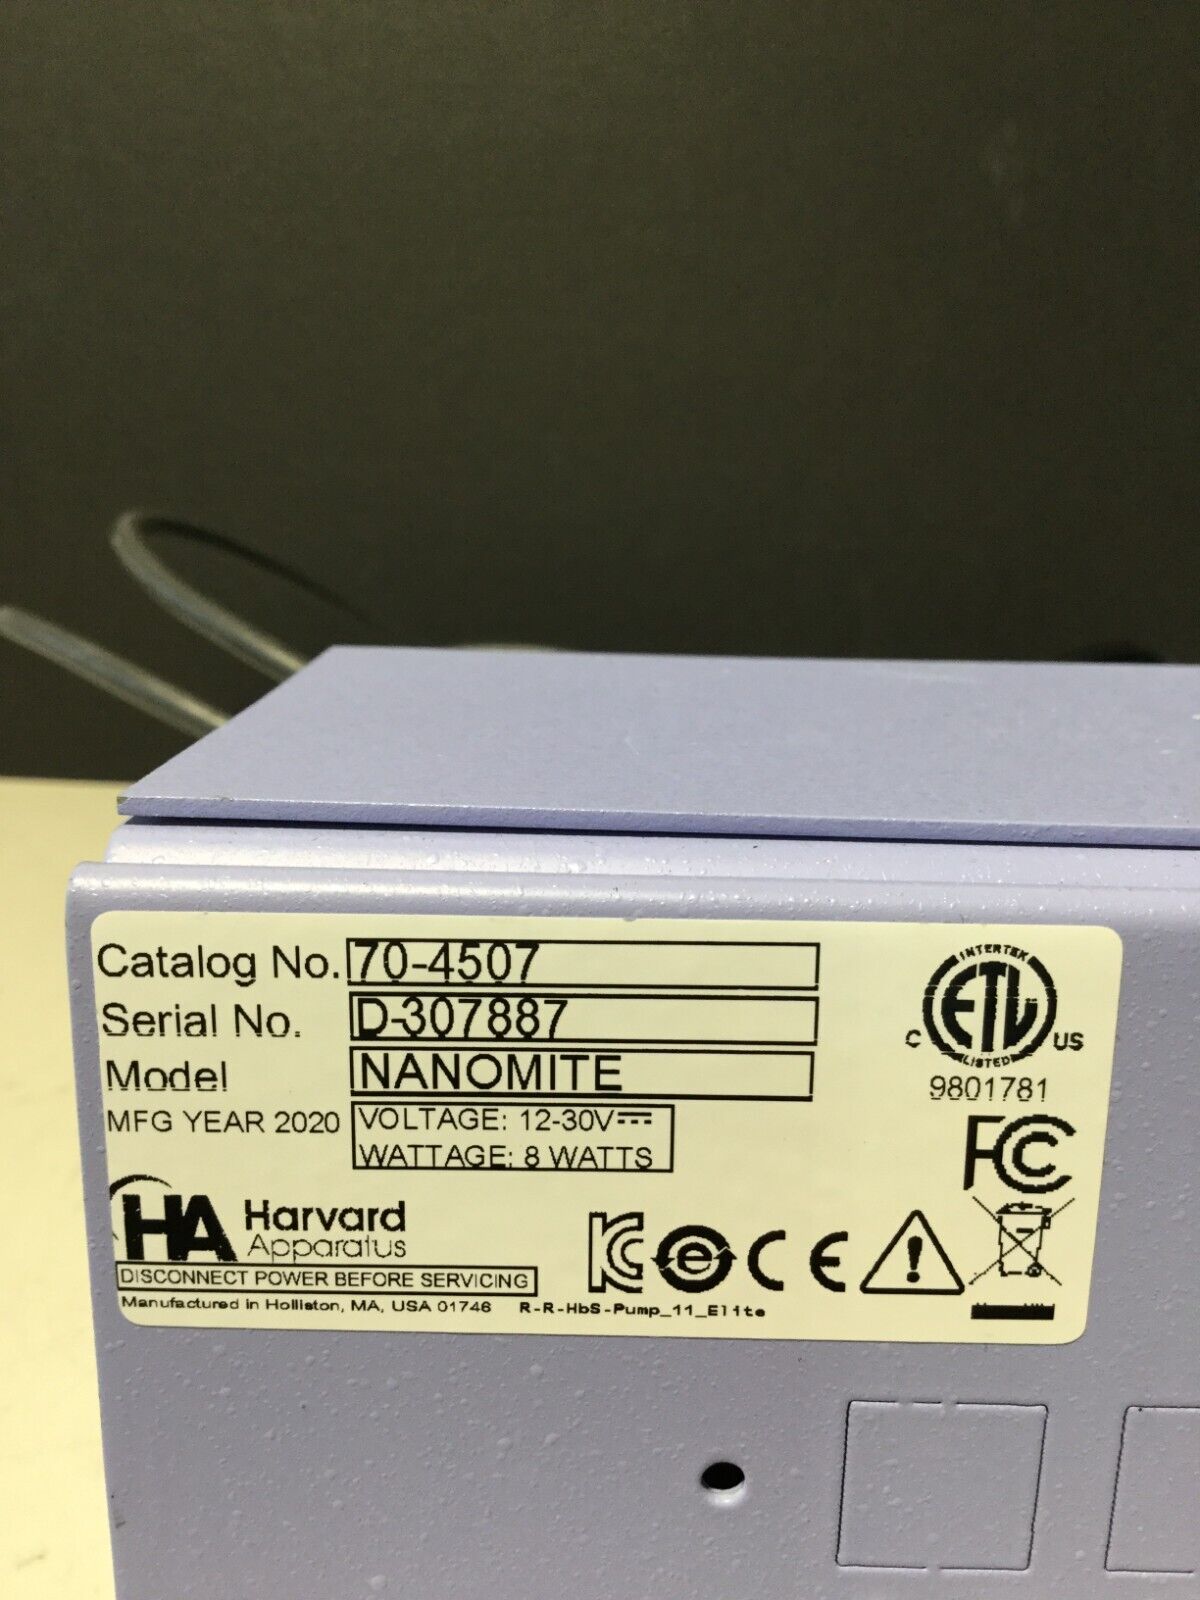 Catalog No. 70-4507
Serial No. D-307887
Model NANOMITE
MFG YEAR 2020 VOLTAGE: 12-30V⎓
WATTAGE: 8 WATTS
INTERTEK
ETL
C US
LISTED
9801781
FC
HA Harvard
Apparatus
KC e CE
DISCONNECT POWER BEFORE SERVICING
Manufactured in Holliston, MA, USA 01746 R-R-HbS-Pump_11_Elite